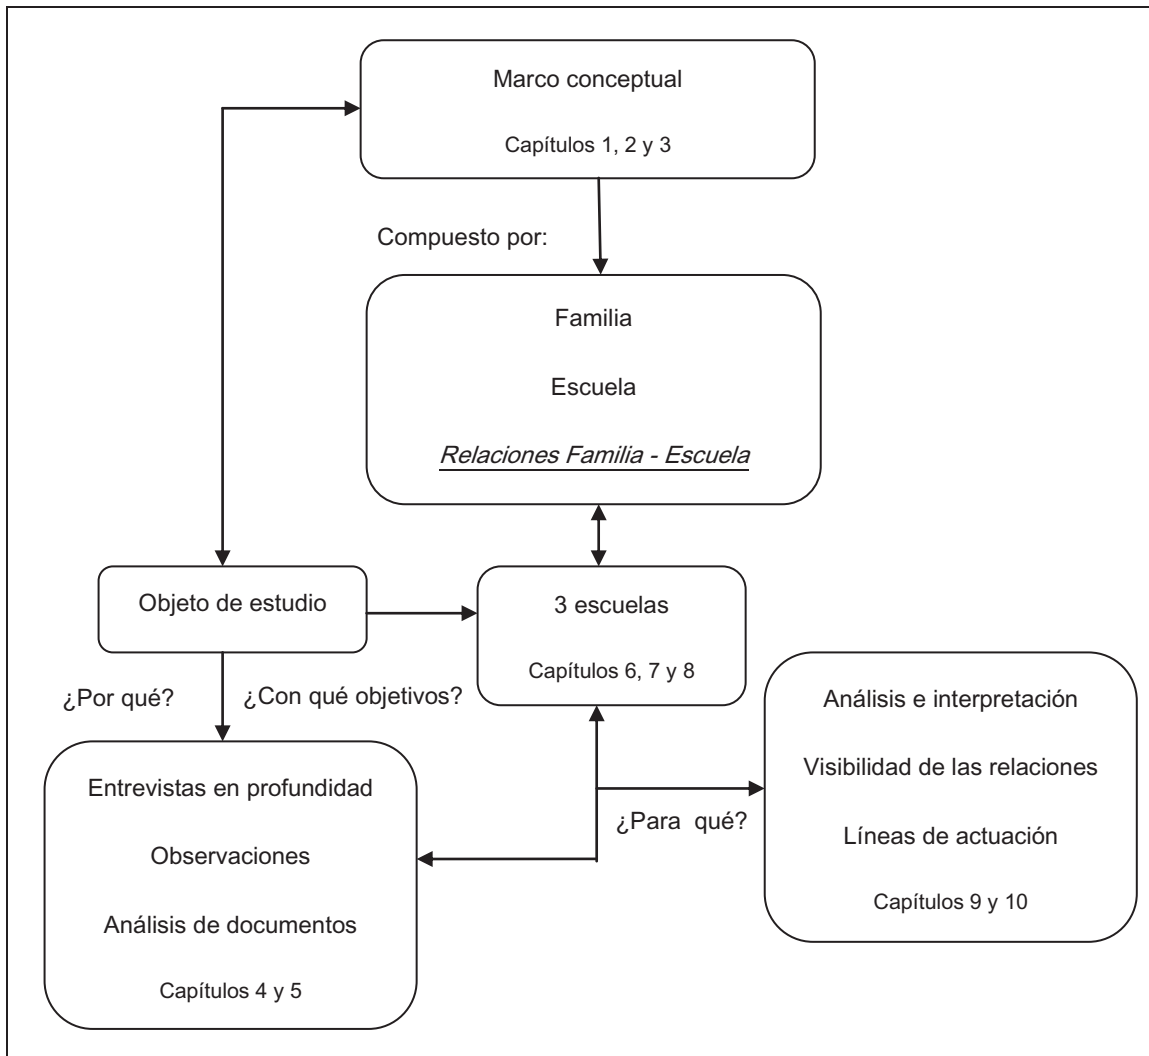 Marco conceptual
Capítulos 1, 2 y 3
Compuesto por:
Familia
Escuela
Relaciones Familia - Escuela
Objeto de estudio
3 escuelas
Capítulos 6, 7 y 8
¿Por qué?
¿Con qué objetivos?
Entrevistas en profundidad
Observaciones
Análisis de documentos
Capítulos 4 y 5
¿Para qué?
Análisis e interpretación
Visibilidad de las relaciones
Líneas de actuación
Capítulos 9 y 10